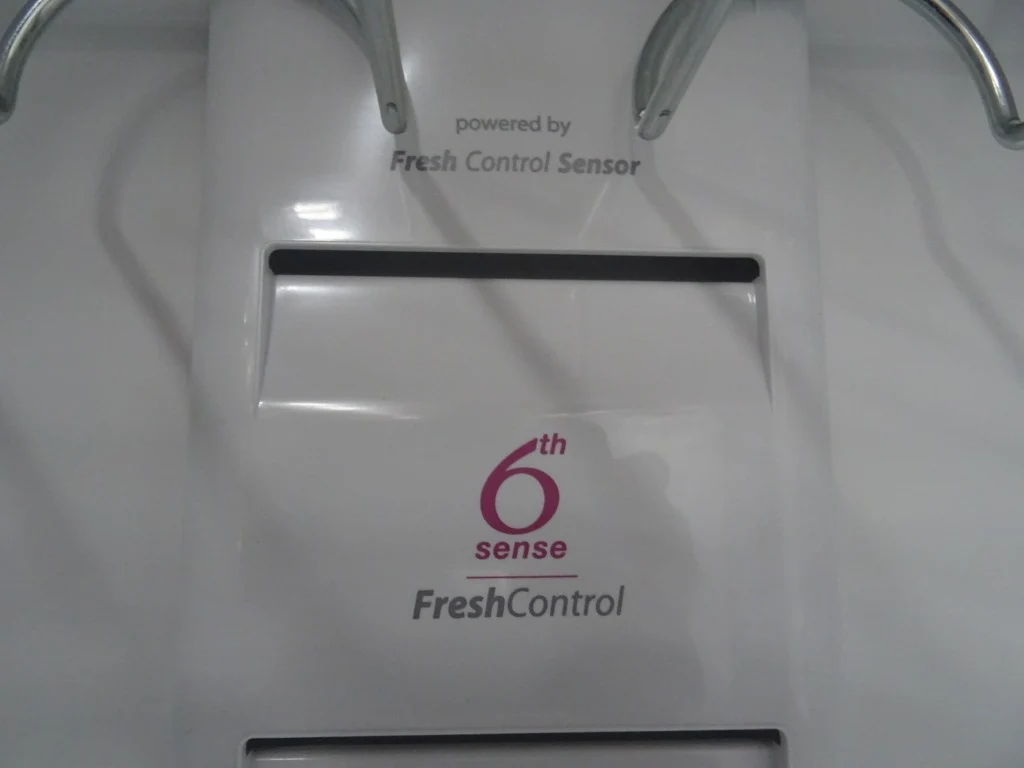 powered by
Fresh Control Sensor
6th
sense
FreshControl